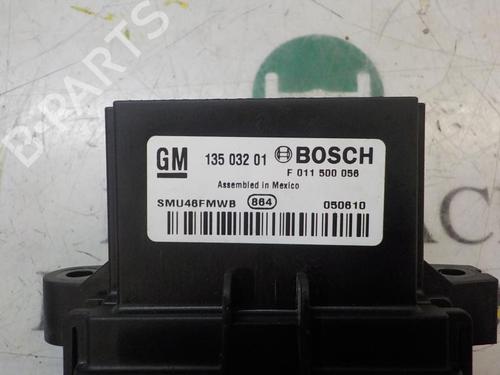 B-PARTS
GM 135 032 01 BOSCH
F 011 500 056
Assembled in Mexico
SMU46FMWB 864 050610